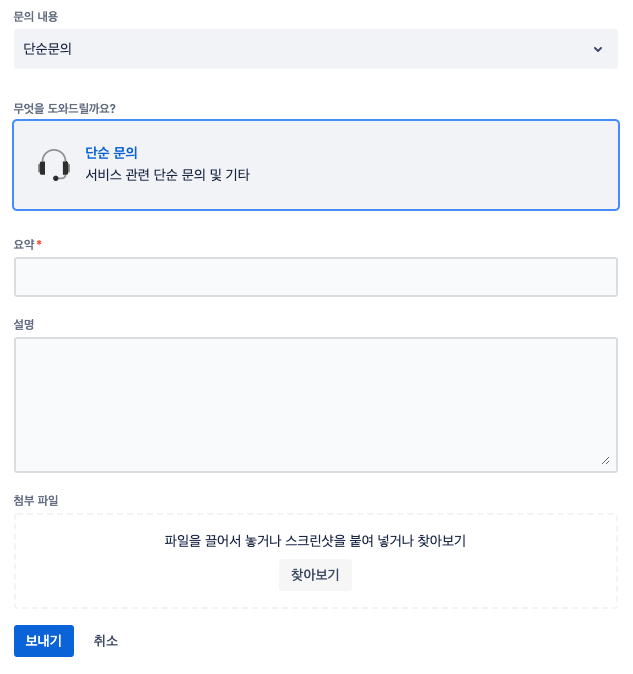 문의 내용
단순문의
무엇을 도와드릴까요?
단순 문의
서비스 관련 단순 문의 및 기타
요약*
설명
첨부 파일
파일을 끌어서 놓거나 스크린샷을 붙여 넣거나 찾아보기
찾아보기
보내기 취소